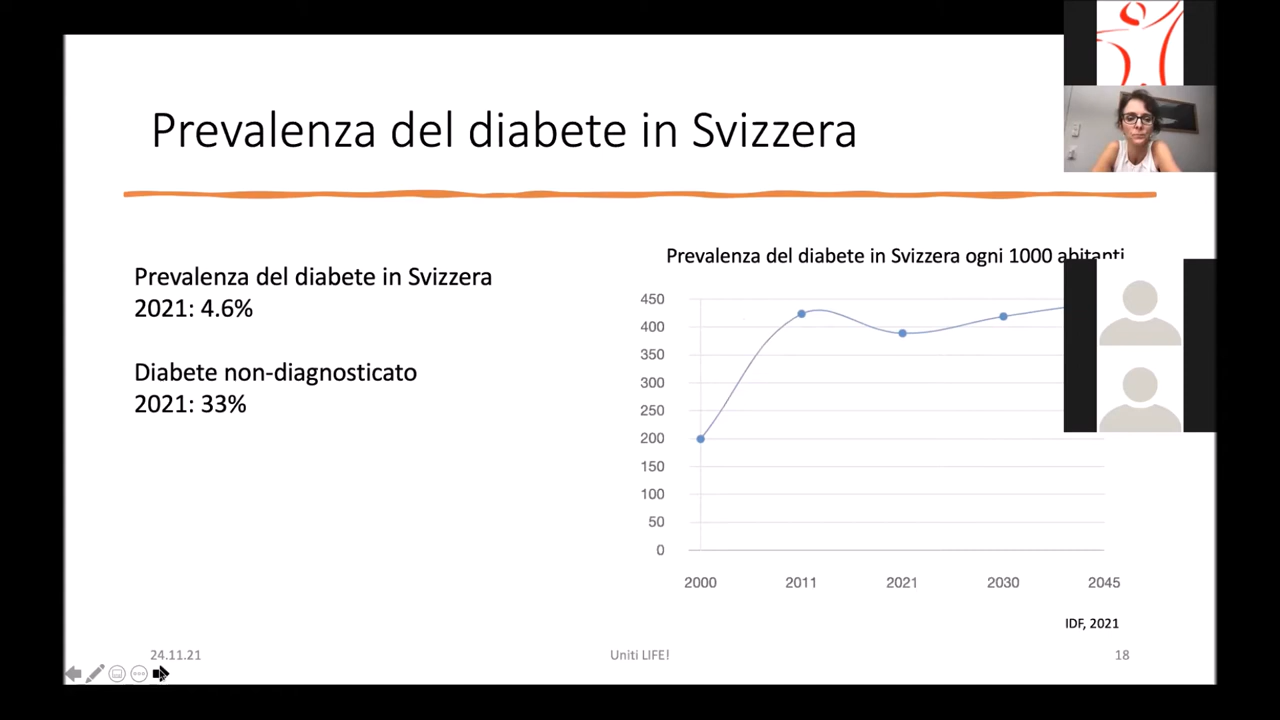 Prevalenza del diabete in Svizzera
Prevalenza del diabete in Svizzera
2021: 4.6%
Diabete non-diagnosticato
2021: 33%
Prevalenza del diabete in Svizzera ogni 1000 abitanti
450
400
350
300
250
200
150
100
50
0
2000 2011 2021 2030 2045
IDF, 2021
24.11.21 Uniti LIFE! 18